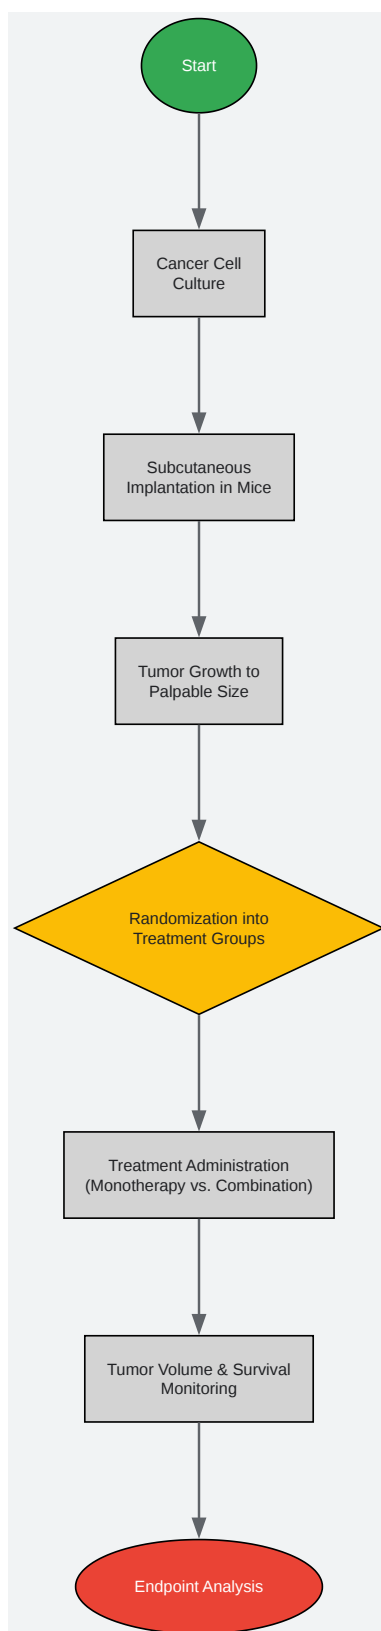 Start
Cancer Cell
Culture
Subcutaneous
Implantation in Mice
Tumor Growth to
Palpable Size
Randomization into
Treatment Groups
Treatment Administration
(Monotherapy vs. Combination)
Tumor Volume & Survival
Monitoring
Endpoint Analysis